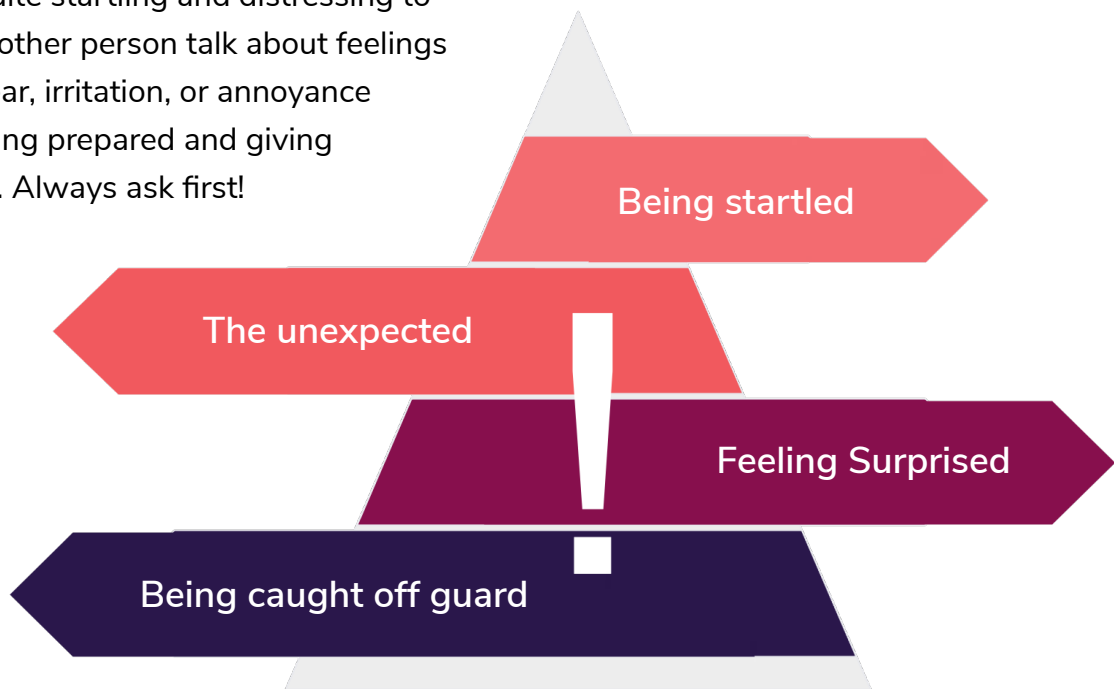 startling and distressing to
other person talk about feelings
irritation, or annoyance
prepared and giving
. Always ask first!
Being startled
The unexpected
!
Feeling Surprised
Being caught off guard